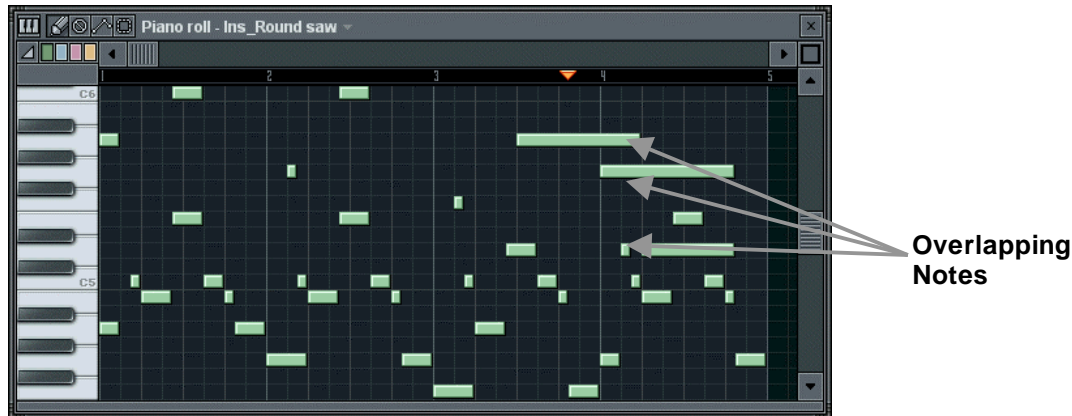 Piano roll - Ins_Round saw
1 2 3 4 5
C6
C5
Overlapping
Notes